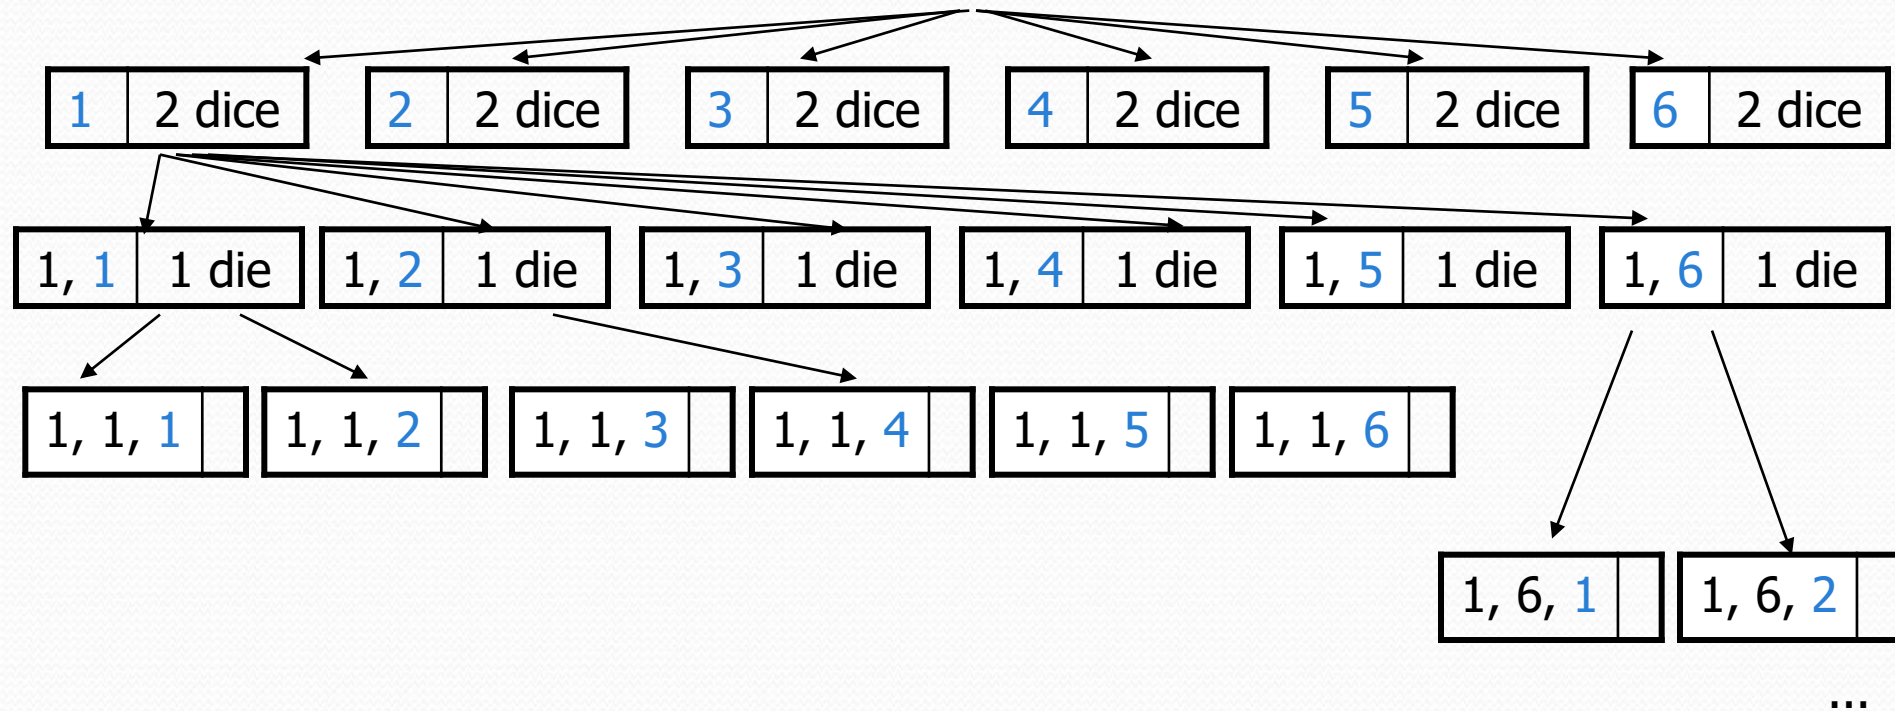 1 2 dice 2 2 dice 3 2 dice 4 2 dice 5 2 dice 6 2 dice
1, 1 1 die 1, 2 1 die 1, 3 1 die 1, 4 1 die 1, 5 1 die 1, 6 1 die
1, 1, 1 1, 1, 2 1, 1, 3 1, 1, 4 1, 1, 5 1, 1, 6
1, 6, 1 1, 6, 2
...